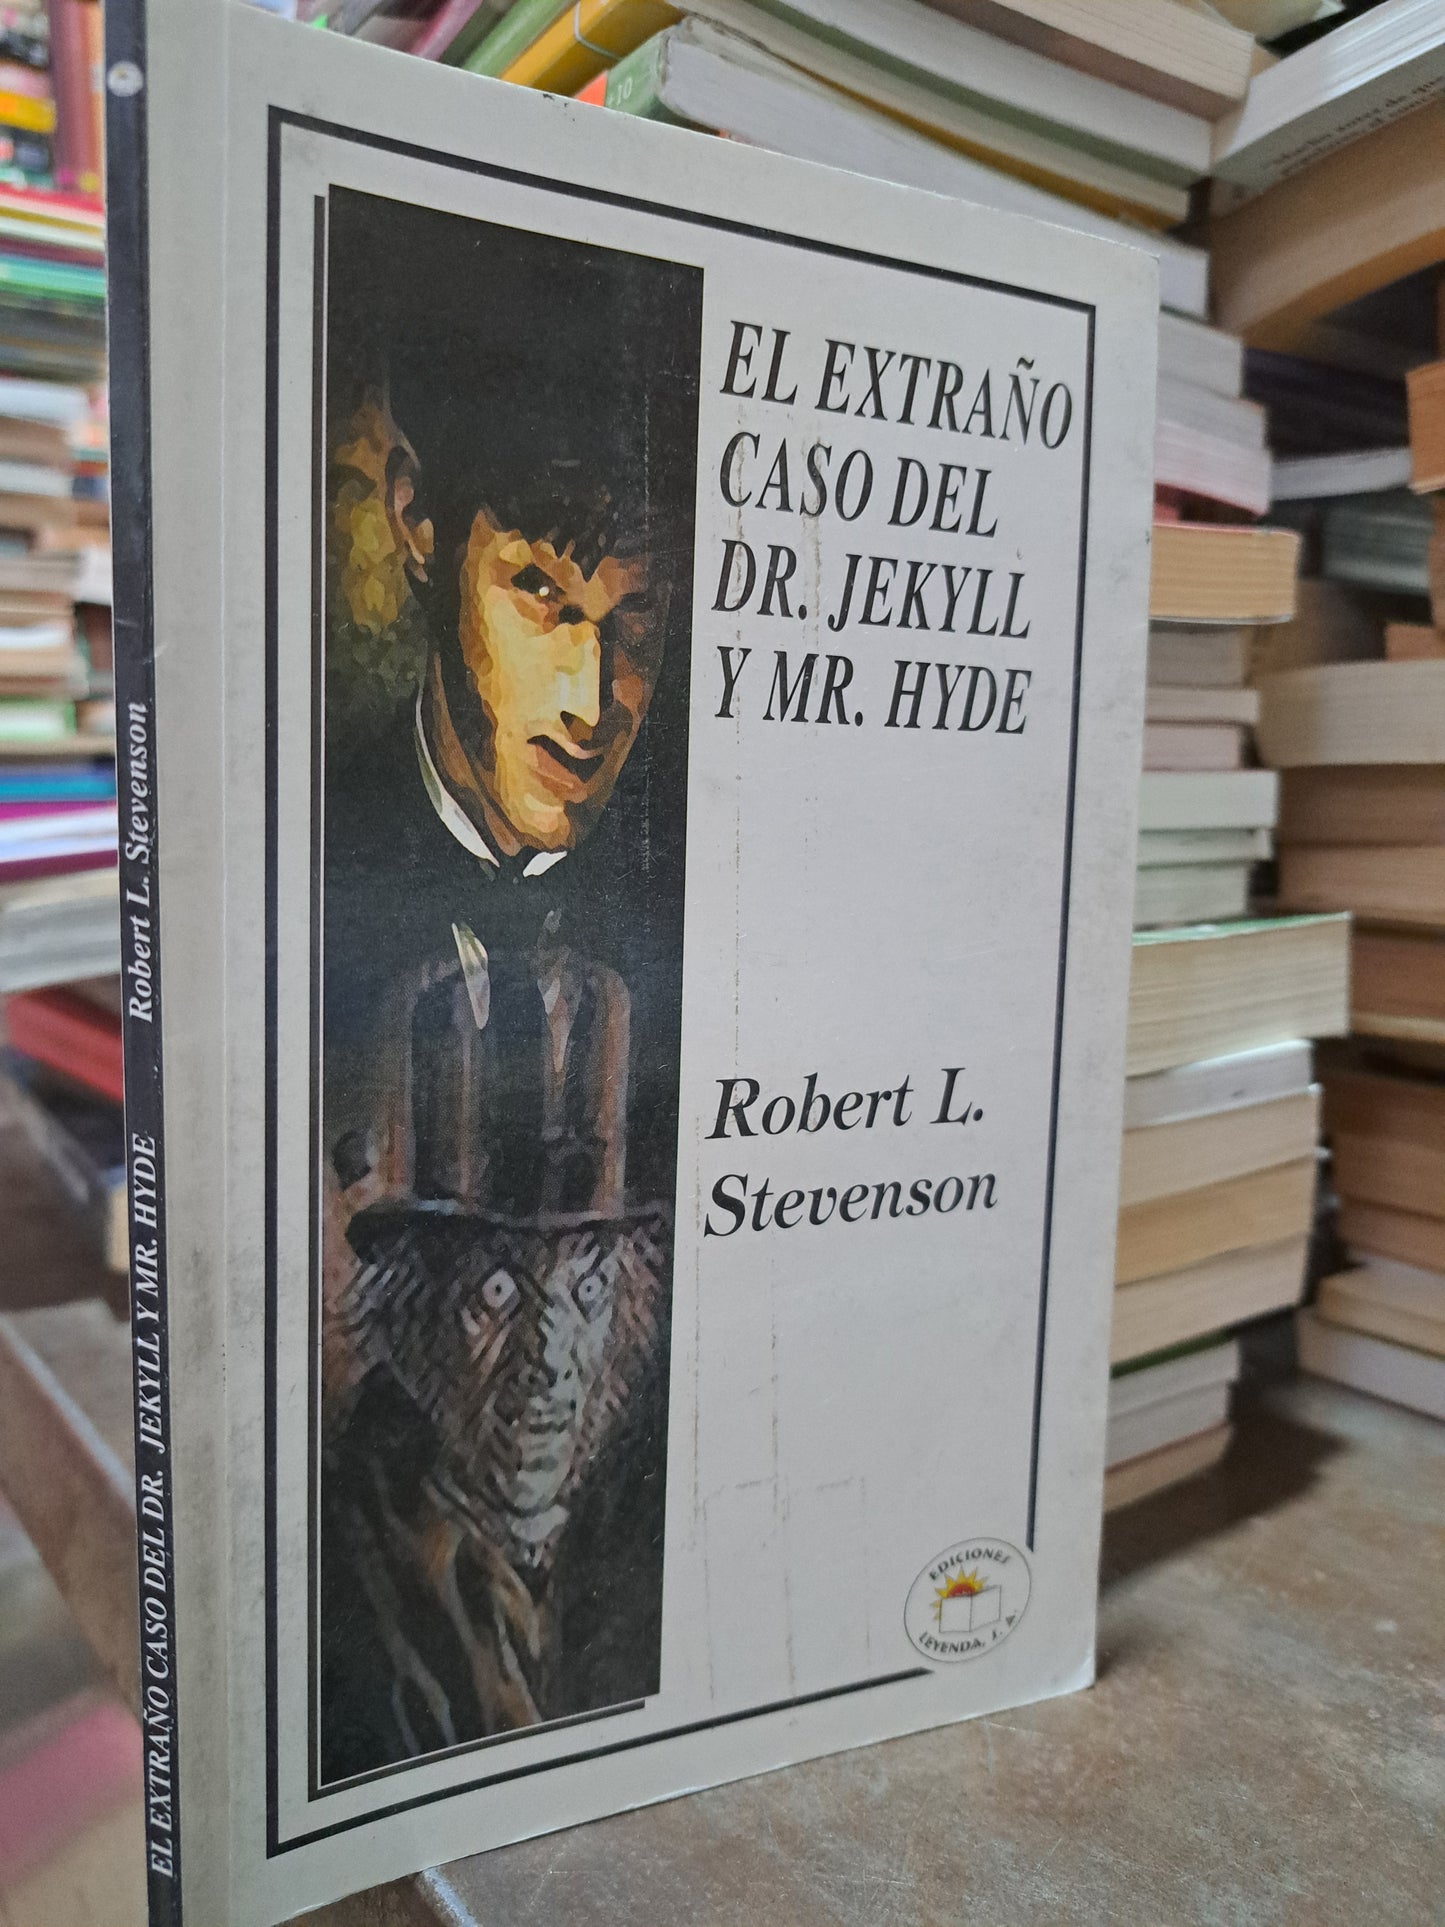 EL EXTRAÑO
CASO DEL
DR. JEKYLL
Y MR. HYDE
Robert L.
Stevenson
EDICIONES
LEYENDA, S. A.
EL EXTRAÑO CASO DEL DR. JEKYLL Y MR. HYDE Robert L. Stevenson
+10